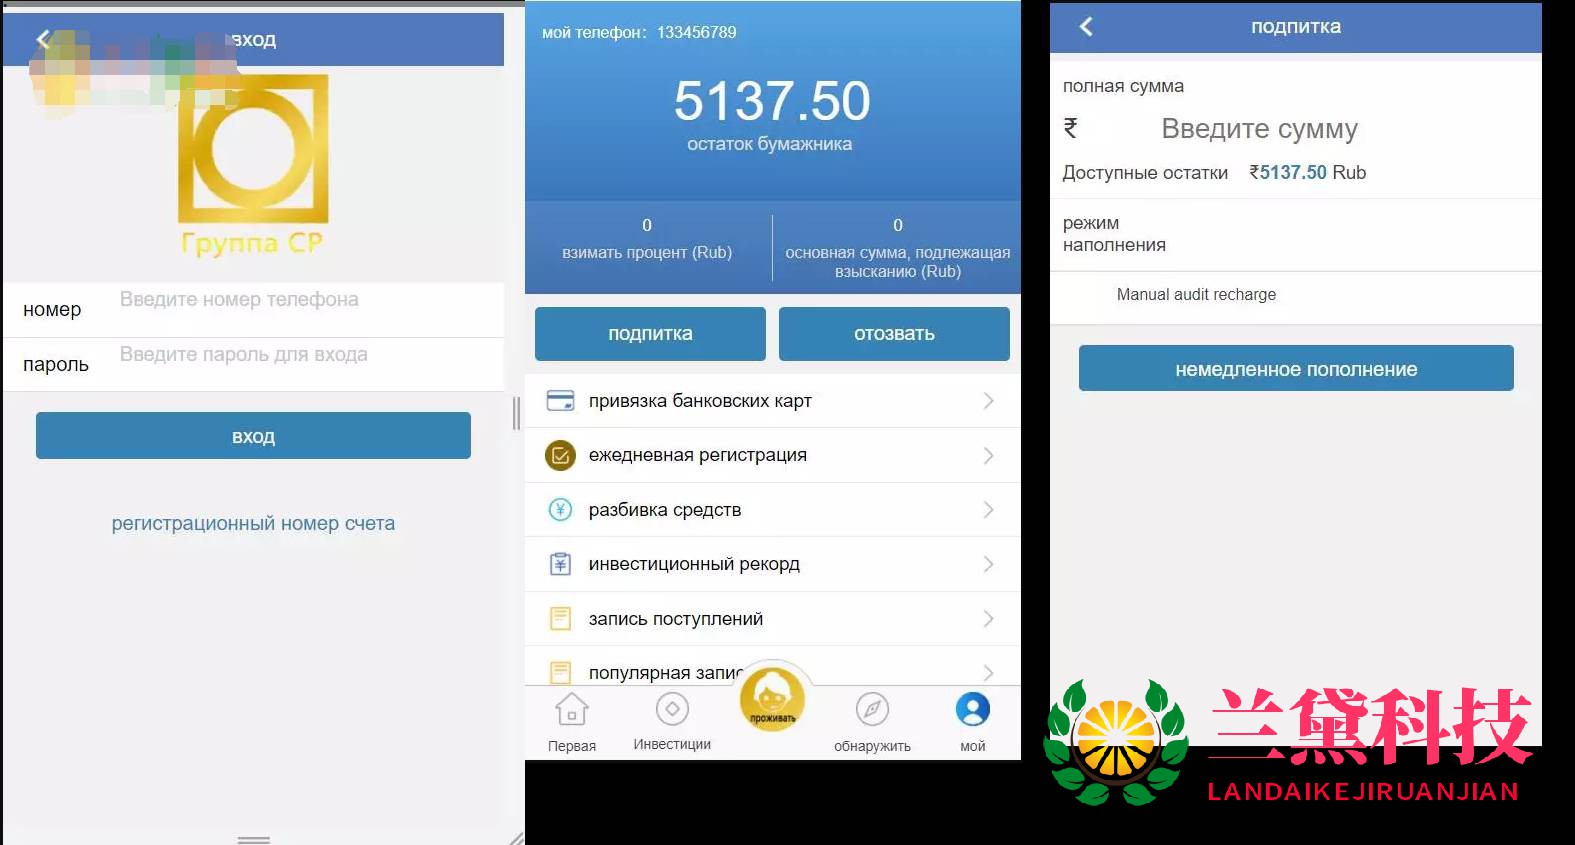 вход
Группа СР
номер
Введите номер телефона
пароль
Введите пароль для входа
вход
регистрационный номер счета
мой телефон: 133456789
5137.50
остаток бумажника
0
взимать процент (Rub)
0
основная сумма, подлежащая
взысканию (Rub)
подпитка
отозвать
привязка банковских карт
ежедневная регистрация
разбивка средств
инвестиционный рекорд
запись поступлений
популярная
проживать
Первая
Инвестиции
обнаружить
мой
подпитка
полная сумма
₹
Введите сумму
Доступные остатки ₹5137.50 Rub
режим
наполнения
Manual audit recharge
немедленное пополнение
兰黛科技
LANDAIKEJIRUANJIAN